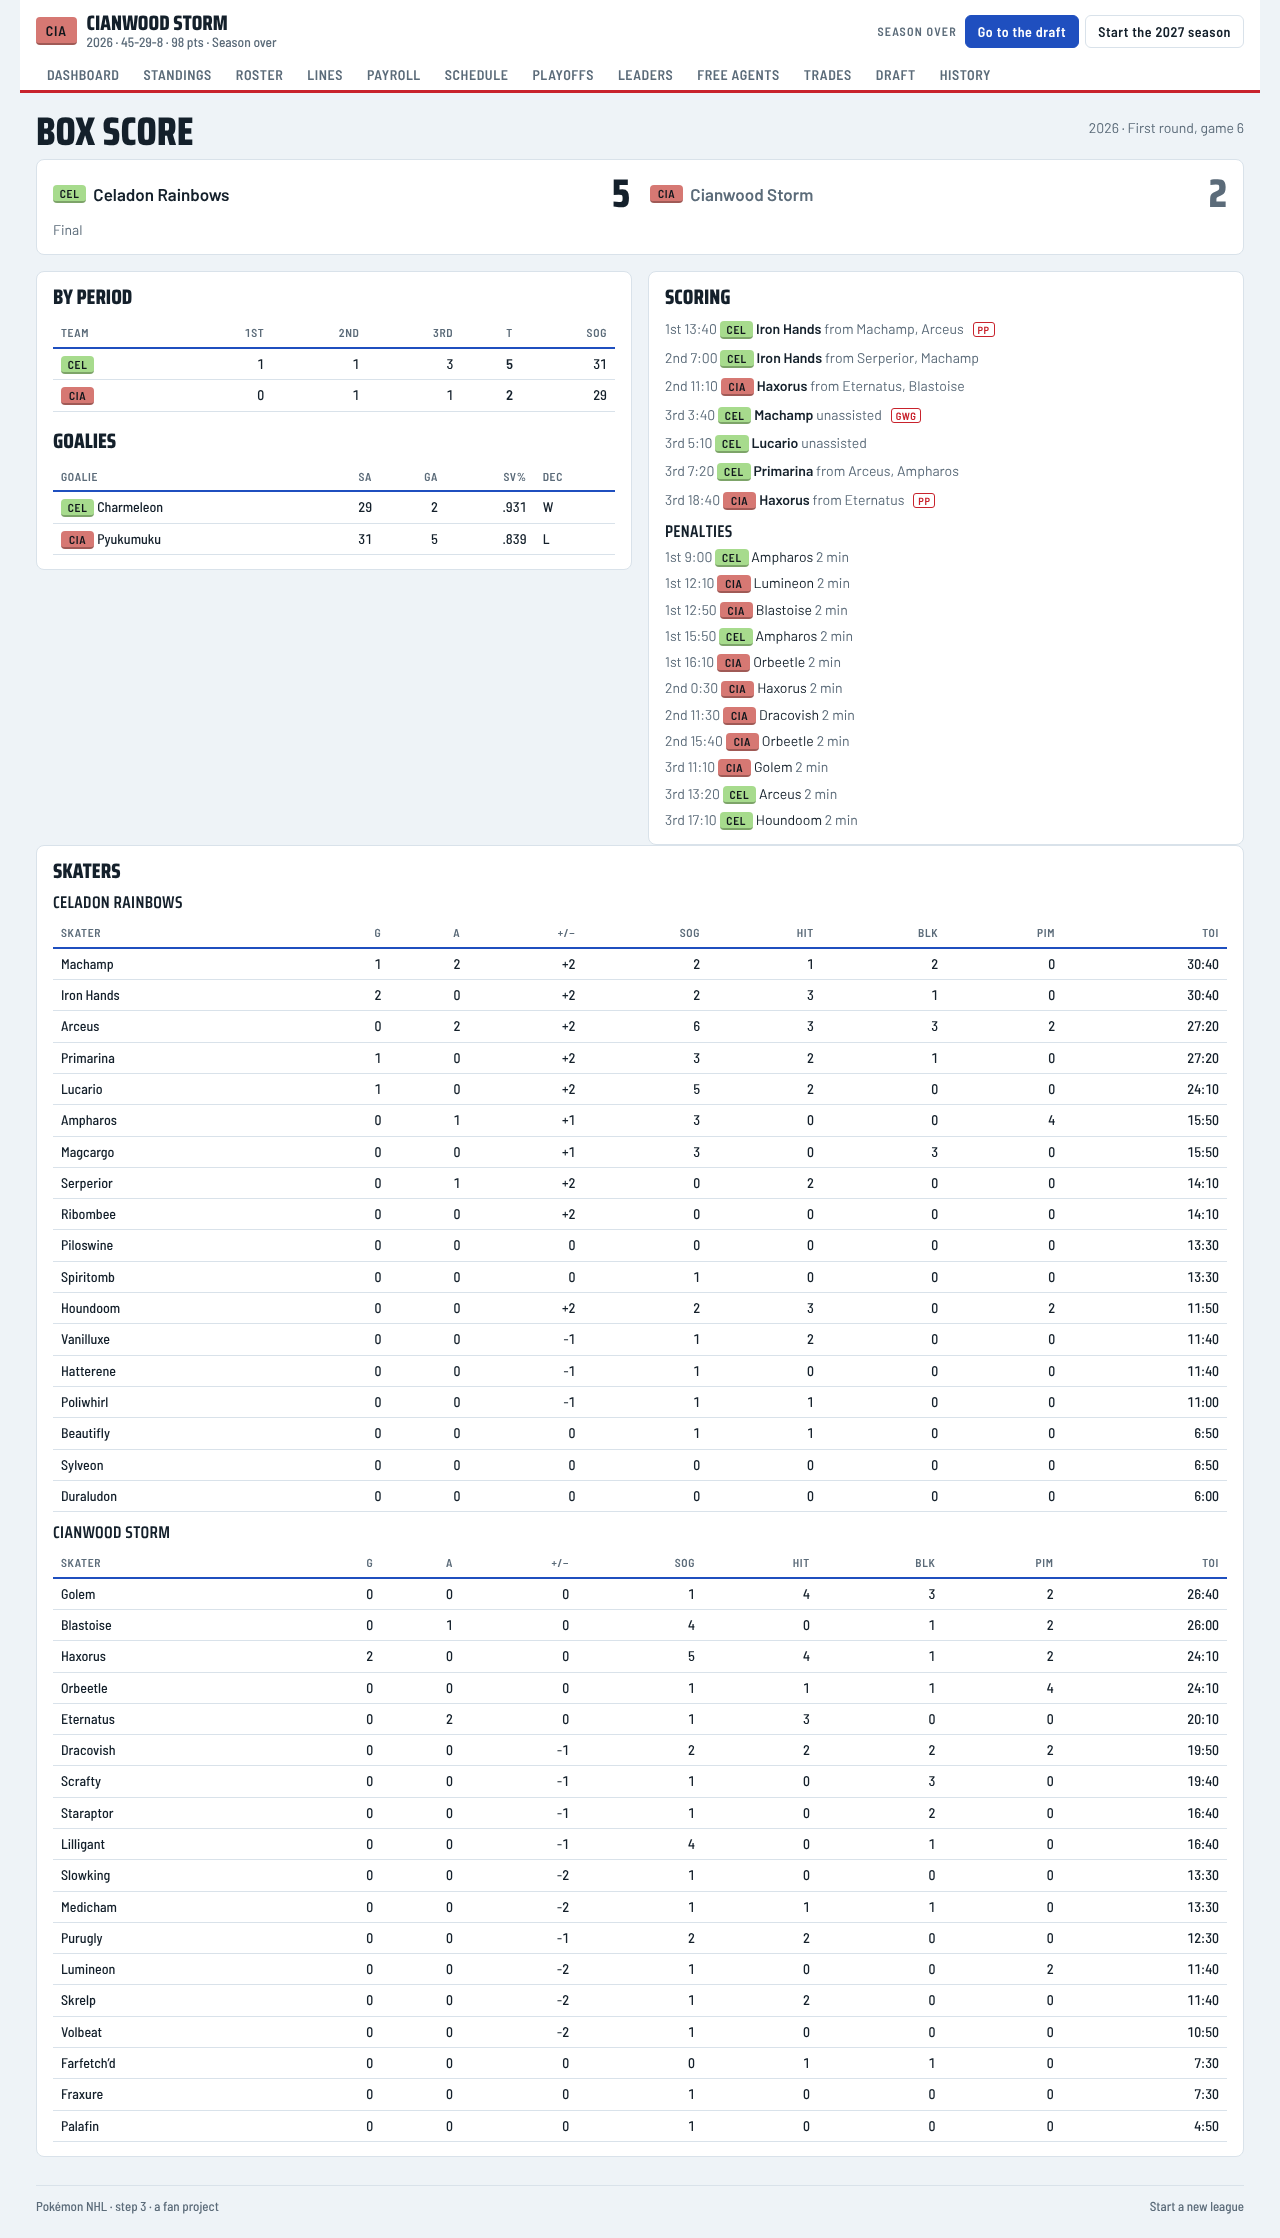 CIA CIANWOOD STORM
2026 · 45-29-8 · 98 pts · Season over
SEASON OVER Go to the draft Start the 2027 season
DASHBOARD STANDINGS ROSTER LINES PAYROLL SCHEDULE PLAYOFFS LEADERS FREE AGENTS TRADES DRAFT HISTORY
BOX SCORE
2026 · First round, game 6
CEL Celadon Rainbows 5 CIA Cianwood Storm 2
Final
BY PERIOD
TEAM 1ST 2ND 3RD T SOG
CEL 1 1 3 5 31
CIA 0 1 1 2 29
GOALIES
GOALIE SA GA SV% DEC
CEL Charmeleon 29 2 .931 W
CIA Pyukumuku 31 5 .839 L
SCORING
1st 13:40 CEL Iron Hands from Machamp, Arceus PP
2nd 7:00 CEL Iron Hands from Serperior, Machamp
2nd 11:10 CIA Haxorus from Eternatus, Blastoise
3rd 3:40 CEL Machamp unassisted GWG
3rd 5:10 CEL Lucario unassisted
3rd 7:20 CEL Primarina from Arceus, Ampharos
3rd 18:40 CIA Haxorus from Eternatus PP
PENALTIES
1st 9:00 CEL Ampharos 2 min
1st 12:10 CIA Lumineon 2 min
1st 12:50 CIA Blastoise 2 min
1st 15:50 CEL Ampharos 2 min
1st 16:10 CIA Orbeetle 2 min
2nd 0:30 CIA Haxorus 2 min
2nd 11:30 CIA Dracovish 2 min
2nd 15:40 CIA Orbeetle 2 min
3rd 11:10 CIA Golem 2 min
3rd 13:20 CEL Arceus 2 min
3rd 17:10 CEL Houndoom 2 min
SKATERS
CELADON RAINBOWS
SKATER G A +/− SOG HIT BLK PIM TOI
Machamp 1 2 +2 2 1 2 0 30:40
Iron Hands 2 0 +2 2 3 1 0 30:40
Arceus 0 2 +2 6 3 3 2 27:20
Primarina 1 0 +2 3 2 1 0 27:20
Lucario 1 0 +2 5 2 0 0 24:10
Ampharos 0 1 +1 3 0 0 4 15:50
Magcargo 0 0 +1 3 0 3 0 15:50
Serperior 0 1 +2 0 2 0 0 14:10
Ribombee 0 0 +2 0 0 0 0 14:10
Piloswine 0 0 0 0 0 0 0 13:30
Spiritomb 0 0 0 1 0 0 0 13:30
Houndoom 0 0 +2 2 3 0 2 11:50
Vanilluxe 0 0 -1 1 2 0 0 11:40
Hatterene 0 0 -1 1 0 0 0 11:40
Poliwhirl 0 0 -1 1 1 0 0 11:00
Beautifly 0 0 0 1 1 0 0 6:50
Sylveon 0 0 0 0 0 0 0 6:50
Duraludon 0 0 0 0 0 0 0 6:00
CIANWOOD STORM
SKATER G A +/− SOG HIT BLK PIM TOI
Golem 0 0 0 1 4 3 2 26:40
Blastoise 0 1 0 4 0 1 2 26:00
Haxorus 2 0 0 5 4 1 2 24:10
Orbeetle 0 0 0 1 1 1 4 24:10
Eternatus 0 2 0 1 3 0 0 20:10
Dracovish 0 0 -1 2 2 2 2 19:50
Scrafty 0 0 -1 1 0 3 0 19:40
Staraptor 0 0 -1 1 0 2 0 16:40
Lilligant 0 0 -1 4 0 1 0 16:40
Slowking 0 0 -2 1 0 0 0 13:30
Medicham 0 0 -2 1 1 1 0 13:30
Purugly 0 0 -1 2 2 0 0 12:30
Lumineon 0 0 -2 1 0 0 2 11:40
Skrelp 0 0 -2 1 2 0 0 11:40
Volbeat 0 0 -2 1 0 0 0 10:50
Farfetch’d 0 0 0 0 1 1 0 7:30
Fraxure 0 0 0 1 0 0 0 7:30
Palafin 0 0 0 1 0 0 0 4:50
Pokémon NHL · step 3 · a fan project
Start a new league